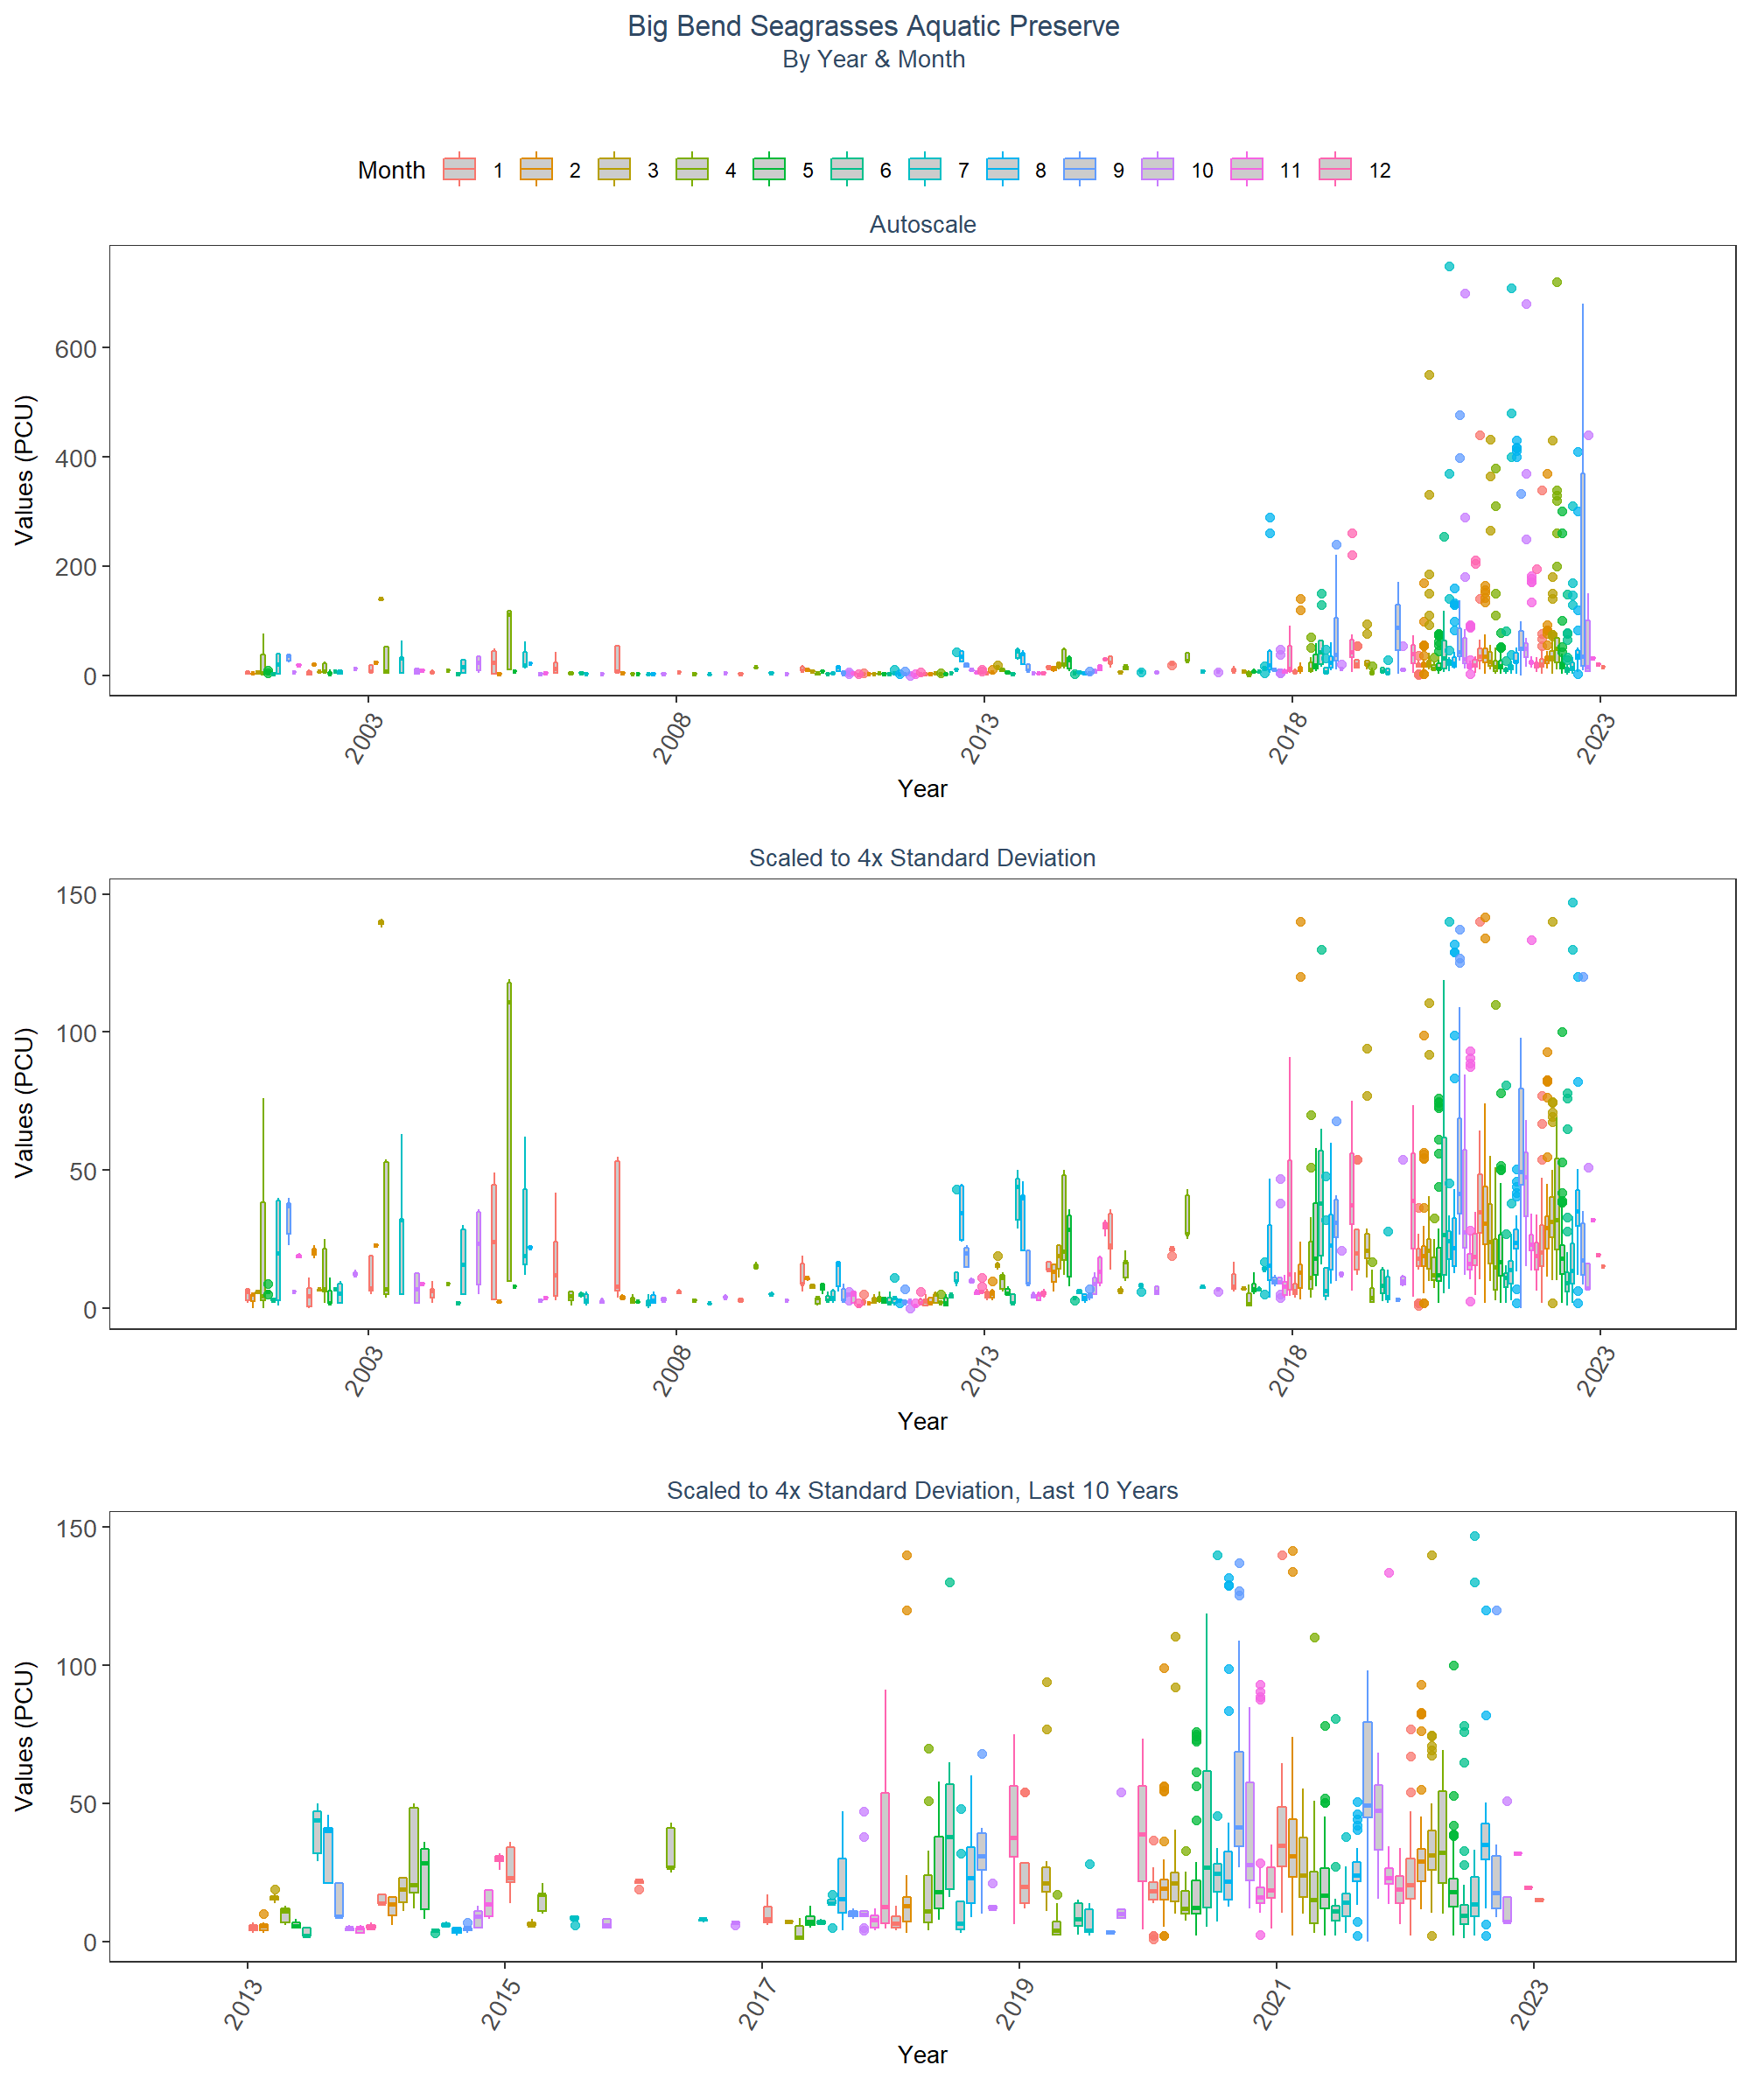 Big Bend Seagrasses Aquatic Preserve
By Year & Month
Month 1 2 3 4 5 6 7 8 9 10 11 12
Autoscale
Values (PCU)
600
400
200
0
2003 2008 2013 2018 2023
Year
Scaled to 4x Standard Deviation
Values (PCU)
150
100
50
0
2003 2008 2013 2018 2023
Year
Scaled to 4x Standard Deviation, Last 10 Years
Values (PCU)
150
100
50
0
2013 2015 2017 2019 2021 2023
Year